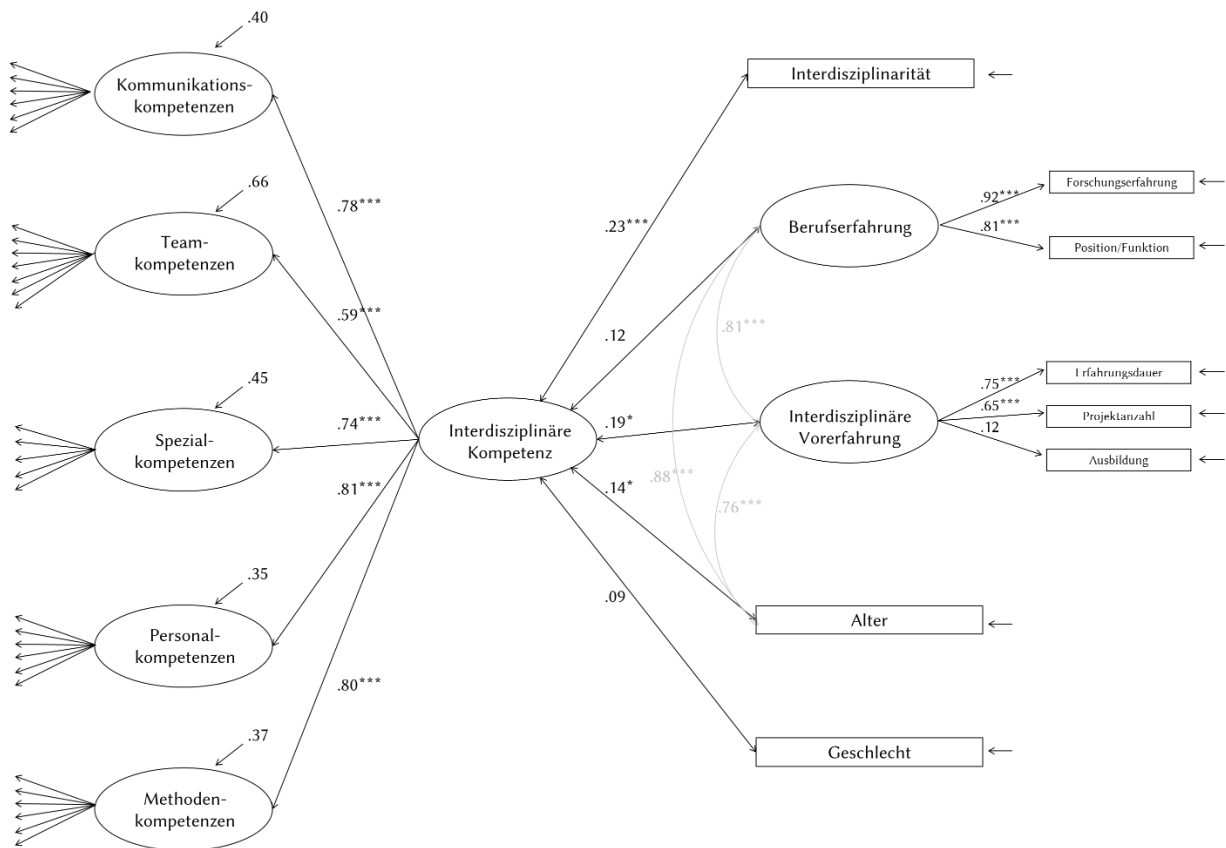 .40
Kommunikations-
kompetenzen
.66
Team-
kompetenzen
.45
Spezial-
kompetenzen
.35
Personal-
kompetenzen
.37
Methoden-
kompetenzen
.78***
.59***
.74***
.81***
.80***
Interdisziplinäre
Kompetenz
.23***
.12
.19*
.14*
.09
.81***
.88***
.76***
Interdisziplinarität
Berufserfahrung
.92***
.81***
Forschungserfahrung
Position/Funktion
Interdisziplinäre
Vorerfahrung
.75***
.65***
.12
Erfahrungsdauer
Projektanzahl
Ausbildung
Alter
Geschlecht